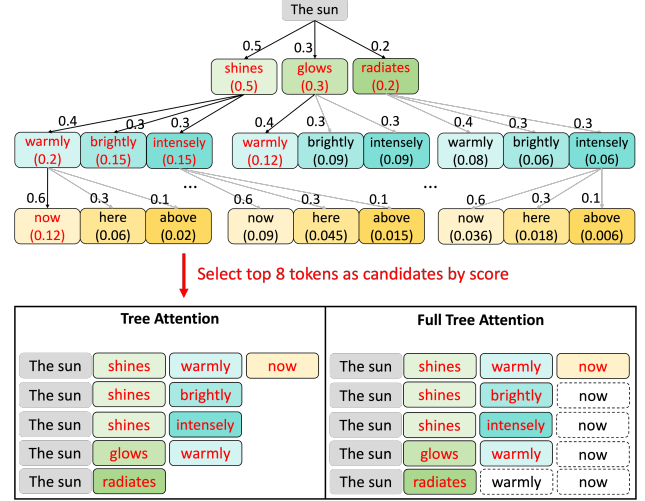 The sun
0.5 0.3 0.2
shines glows radiates
(0.5) (0.3) (0.2)
0.4 0.3 0.3 0.4 0.3 0.3 0.4 0.3 0.3
warmly brightly intensely warmly brightly intensely warmly brightly intensely
(0.2) (0.15) (0.15) (0.12) (0.09) (0.09) (0.08) (0.06) (0.06)
... ...
0.6 0.3 0.1 0.6 0.3 0.1 0.6 0.3 0.1
now here above now here above now here above
(0.12) (0.06) (0.02) (0.09) (0.045) (0.015) (0.036) (0.018) (0.006)
Select top 8 tokens as candidates by score
Tree Attention
The sun shines warmly now
The sun shines brightly
The sun shines intensely
The sun glows warmly
The sun radiates
Full Tree Attention
The sun shines warmly now
The sun shines brightly now
The sun shines intensely now
The sun glows warmly now
The sun radiates warmly now